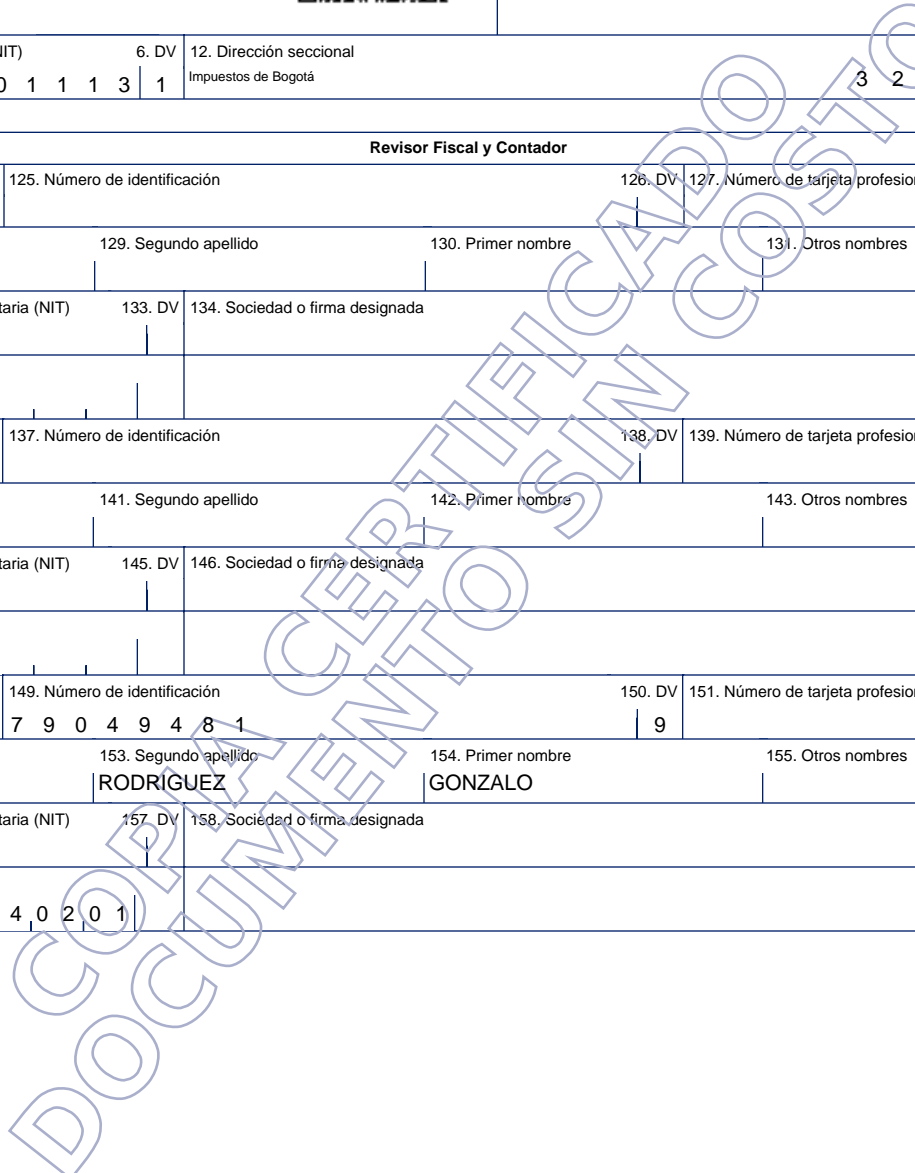 NIT) 6. DV 12. Dirección seccional
0 1 1 1 3 1 Impuestos de Bogotá 3 2
Revisor Fiscal y Contador
125. Número de identificación 126. DV 127. Número de tarjeta profesion
129. Segundo apellido 130. Primer nombre 131. Otros nombres
taria (NIT) 133. DV 134. Sociedad o firma designada
137. Número de identificación 138. DV 139. Número de tarjeta profesion
141. Segundo apellido 142. Primer nombre 143. Otros nombres
taria (NIT) 145. DV 146. Sociedad o firma designada
149. Número de identificación 150. DV 151. Número de tarjeta profesion
7 9 0 4 9 4 8 1 9
153. Segundo apellido 154. Primer nombre 155. Otros nombres
RODRIGUEZ GONZALO
taria (NIT) 157. DV 158. Sociedad o firma designada
4 0 2 0 1
COPIA CERTIFICADO
DOCUMENTO SIN COSTO